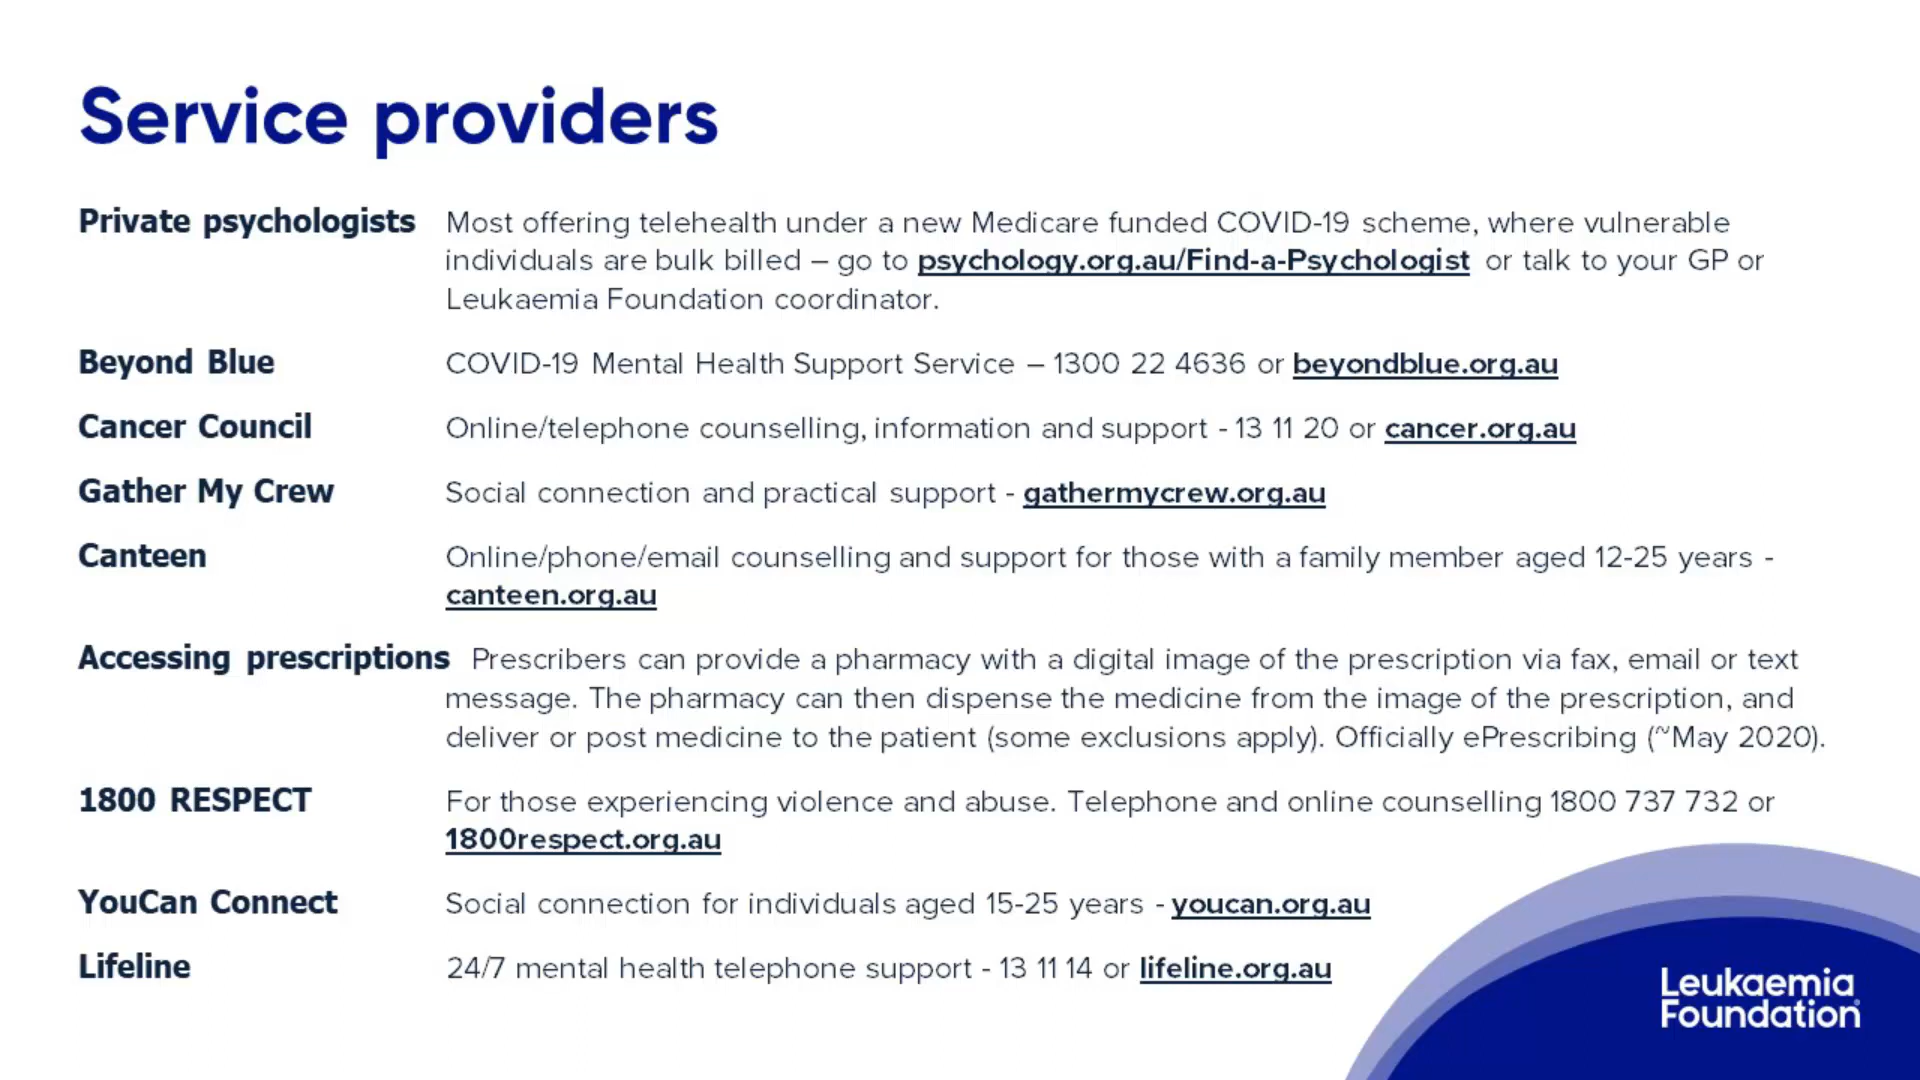 Service providers
Private psychologists Most offering telehealth under a new Medicare funded COVID-19 scheme, where vulnerable
individuals are bulk billed – go to psychology.org.au/Find-a-Psychologist or talk to your GP or
Leukaemia Foundation coordinator.
Beyond Blue COVID-19 Mental Health Support Service – 1300 22 4636 or beyondblue.org.au
Cancer Council Online/telephone counselling, information and support - 13 11 20 or cancer.org.au
Gather My Crew Social connection and practical support - gathermycrew.org.au
Canteen Online/phone/email counselling and support for those with a family member aged 12-25 years -
canteen.org.au
Accessing prescriptions Prescribers can provide a pharmacy with a digital image of the prescription via fax, email or text
message. The pharmacy can then dispense the medicine from the image of the prescription, and
deliver or post medicine to the patient (some exclusions apply). Officially ePrescribing (~May 2020).
1800 RESPECT For those experiencing violence and abuse. Telephone and online counselling 1800 737 732 or
1800respect.org.au
YouCan Connect Social connection for individuals aged 15-25 years - youcan.org.au
Lifeline 24/7 mental health telephone support - 13 11 14 or lifeline.org.au
Leukaemia
Foundation